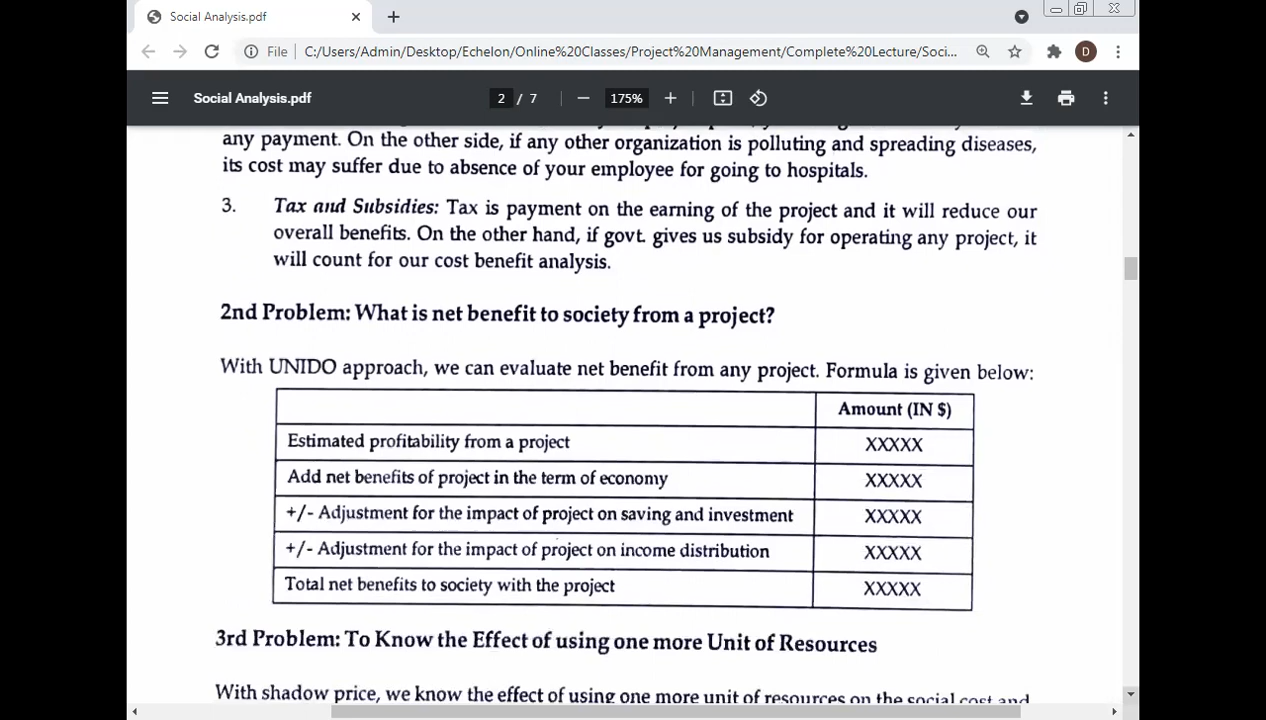 Social Analysis.pdf
File C:/Users/Admin/Desktop/Echelon/Online%20Classes/Project%20Management/Complete%20Lecture/Soci...
D
Social Analysis.pdf
2 / 7
175%
any payment. On the other side, if any other organization is polluting and spreading diseases,
its cost may suffer due to absence of your employee for going to hospitals.
3. Tax and Subsidies: Tax is payment on the earning of the project and it will reduce our
overall benefits. On the other hand, if govt. gives us subsidy for operating any project, it
will count for our cost benefit analysis.
2nd Problem: What is net benefit to society from a project?
With UNIDO approach, we can evaluate net benefit from any project. Formula is given below:
Amount (IN $)
Estimated profitability from a project XXXXX
Add net benefits of project in the term of economy XXXXX
+/- Adjustment for the impact of project on saving and investment XXXXX
+/- Adjustment for the impact of project on income distribution XXXXX
Total net benefits to society with the project XXXXX
3rd Problem: To Know the Effect of using one more Unit of Resources
With shadow price, we know the effect of using one more unit of resources on the social cost and